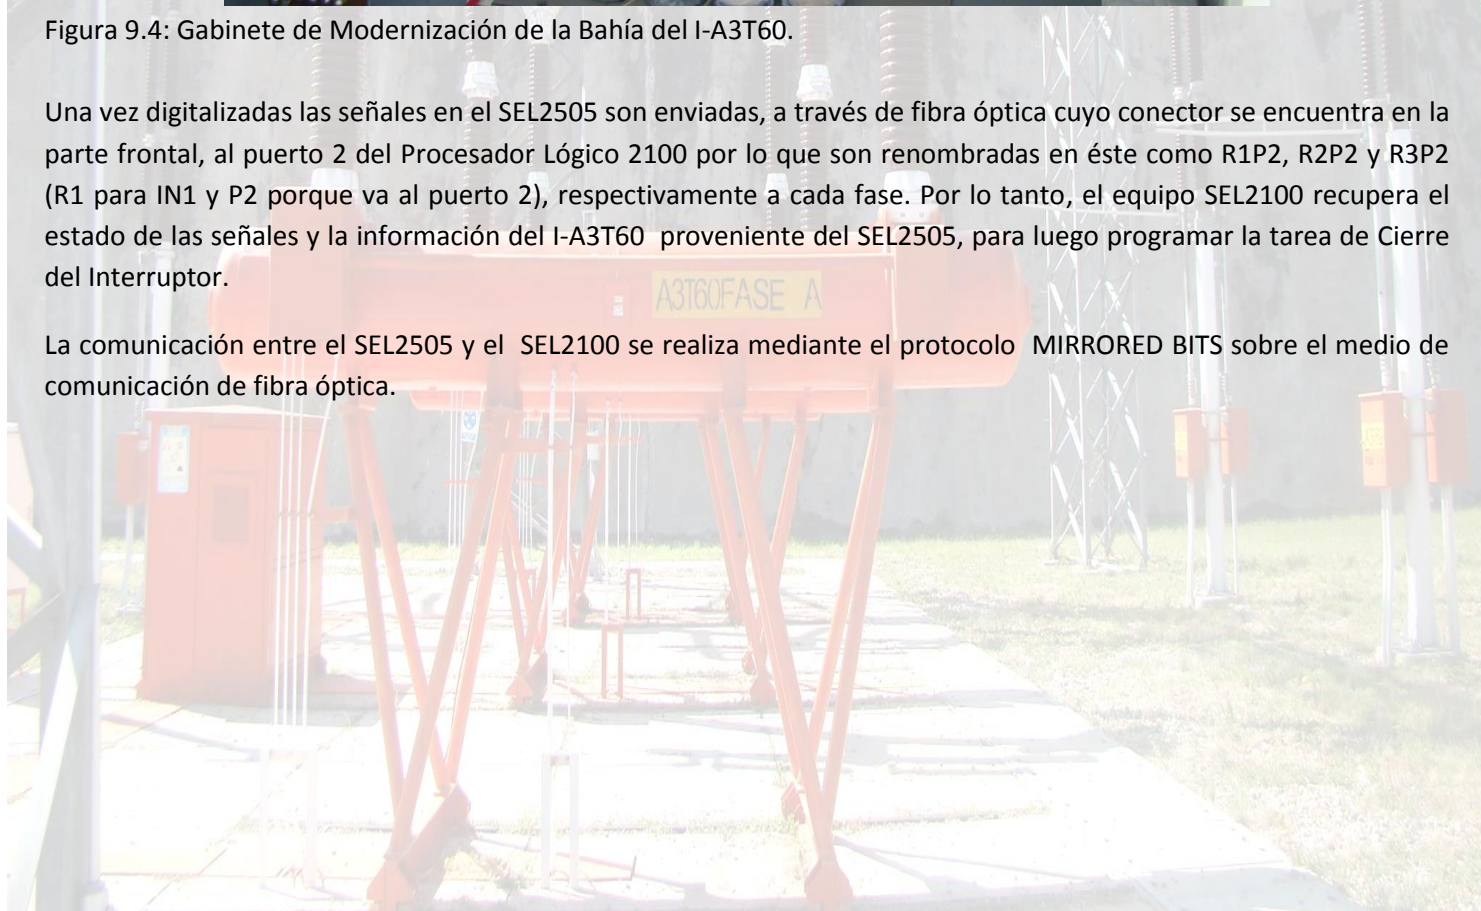 Figura 9.4: Gabinete de Modernización de la Bahía del I-A3T60.
Una vez digitalizadas las señales en el SEL2505 son enviadas, a través de fibra óptica cuyo conector se encuentra en la
parte frontal, al puerto 2 del Procesador Lógico 2100 por lo que son renombradas en éste como R1P2, R2P2 y R3P2
(R1 para IN1 y P2 porque va al puerto 2), respectivamente a cada fase. Por lo tanto, el equipo SEL2100 recupera el
estado de las señales y la información del I-A3T60 proveniente del SEL2505, para luego programar la tarea de Cierre
del Interruptor.
A3T60FASE A
La comunicación entre el SEL2505 y el SEL2100 se realiza mediante el protocolo MIRRORED BITS sobre el medio de
comunicación de fibra óptica.